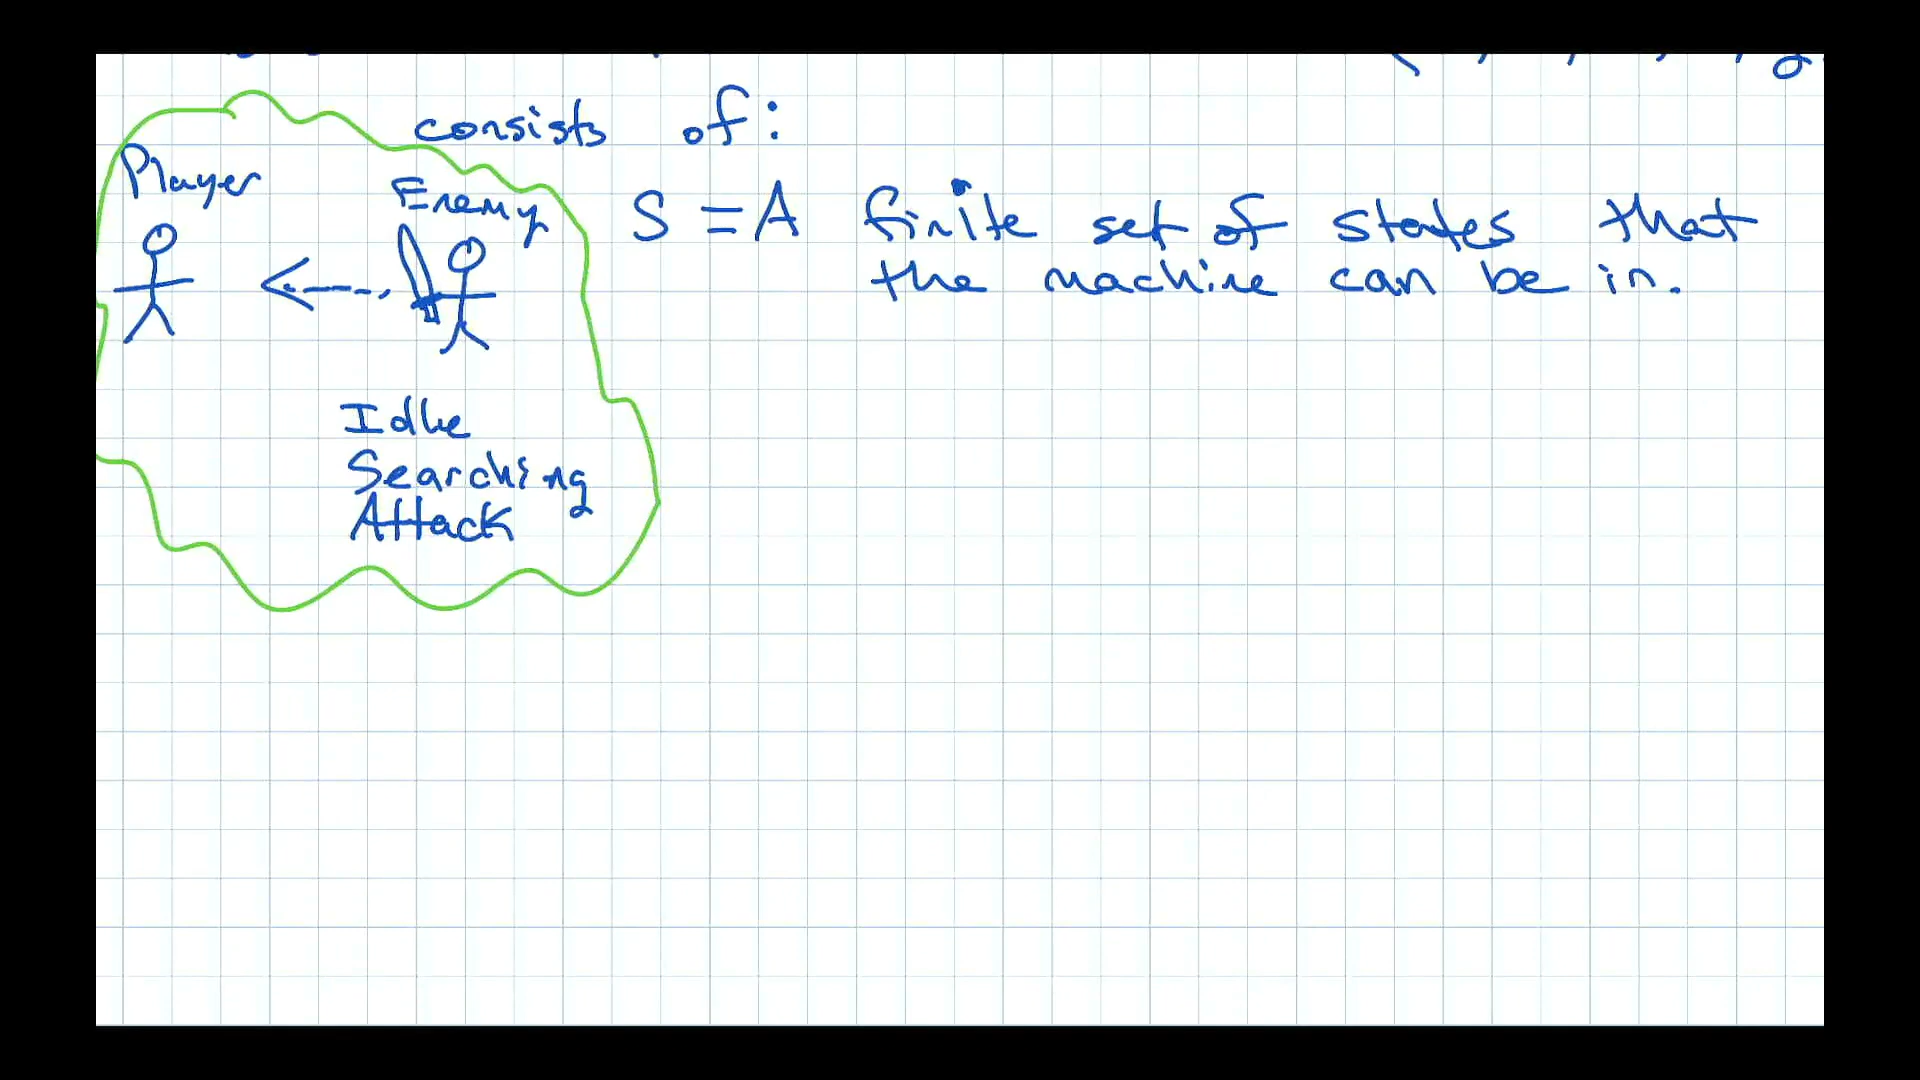 consists of:
Player
Enemy
S = A finite set of states that
the machine can be in.
Idle
Searching
Attack